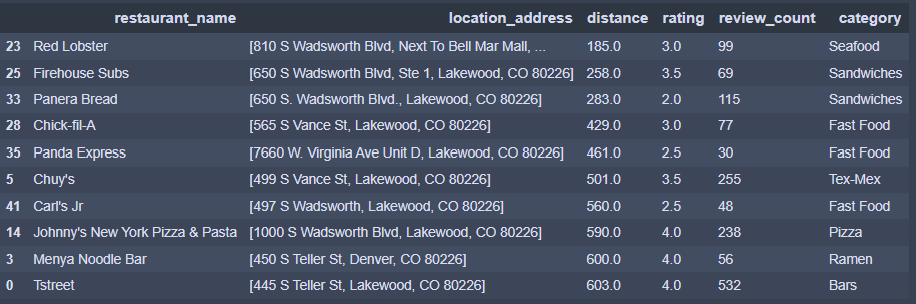 restaurant_name location_address distance rating review_count category
23 Red Lobster [810 S Wadsworth Blvd, Next To Bell Mar Mall, ... 185.0 3.0 99 Seafood
25 Firehouse Subs [650 S Wadsworth Blvd, Ste 1, Lakewood, CO 80226] 258.0 3.5 69 Sandwiches
33 Panera Bread [650 S. Wadsworth Blvd., Lakewood, CO 80226] 283.0 2.0 115 Sandwiches
28 Chick-fil-A [565 S Vance St, Lakewood, CO 80226] 429.0 3.0 77 Fast Food
35 Panda Express [7660 W. Virginia Ave Unit D, Lakewood, CO 80226] 461.0 2.5 30 Fast Food
5 Chuy's [499 S Vance St, Lakewood, CO 80226] 501.0 3.5 255 Tex-Mex
41 Carl's Jr [497 S Wadsworth, Lakewood, CO 80226] 560.0 2.5 48 Fast Food
14 Johnny's New York Pizza & Pasta [1000 S Wadsworth Blvd, Lakewood, CO 80226] 590.0 4.0 238 Pizza
3 Menya Noodle Bar [450 S Teller St, Denver, CO 80226] 600.0 4.0 56 Ramen
0 Tstreet [445 S Teller St, Lakewood, CO 80226] 603.0 4.0 532 Bars